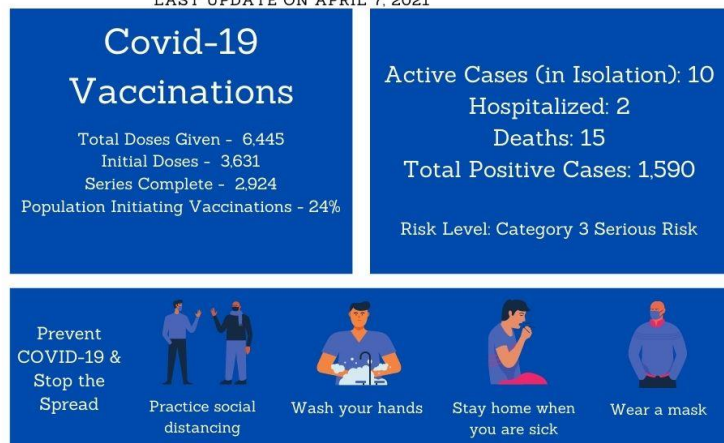 LAST UPDATE ON APRIL 7, 2021
Covid-19
Vaccinations
Total Doses Given - 6,445
Initial Doses - 3,631
Series Complete - 2,924
Population Initiating Vaccinations - 24%
Active Cases (in Isolation): 10
Hospitalized: 2
Deaths: 15
Total Positive Cases: 1,590
Risk Level: Category 3 Serious Risk
Prevent
COVID-19 &
Stop the
Spread
Practice social
distancing
Wash your hands
Stay home when
you are sick
Wear a mask